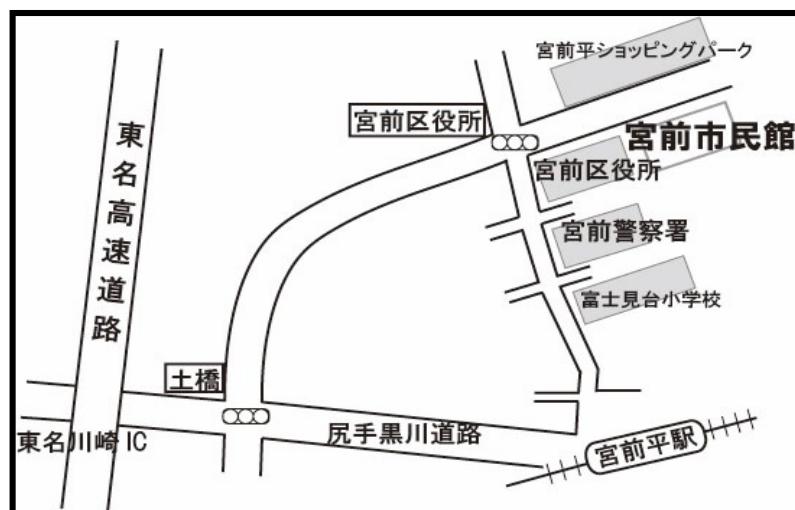 宮前平ショッピングパーク
宮前区役所
宮前市民館
宮前区役所
宮前警察署
富士見台小学校
東名高速道路
土橋
東名川崎IC
尻手黒川道路
宮前平駅